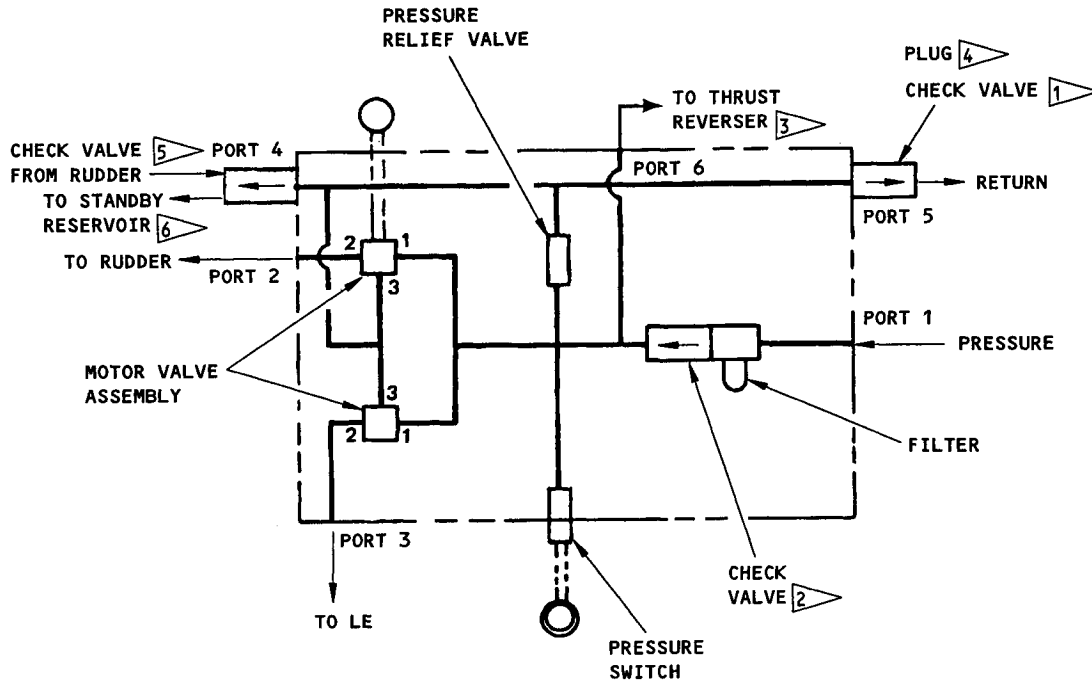 PRESSURE
RELIEF VALVE
PLUG 4
CHECK VALVE 1
TO THRUST
REVERSER 3
CHECK VALVE 5 PORT 4
FROM RUDDER
PORT 6
TO STANDBY
RESERVOIR 6
RETURN
PORT 5
2 1
TO RUDDER
PORT 2
3
PORT 1
PRESSURE
MOTOR VALVE
ASSEMBLY
3
2 1
FILTER
PORT 3
CHECK
VALVE 2
TO LE
PRESSURE
SWITCH